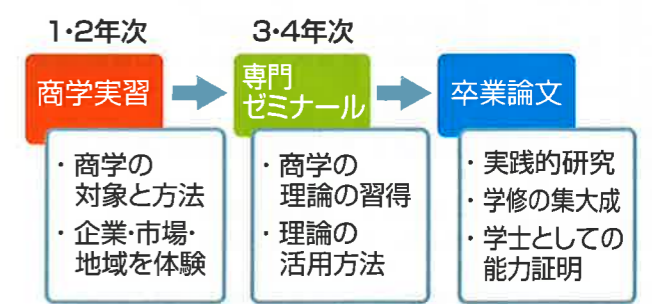 1・2年次
商学実習
・商学の
対象と方法
・企業・市場・
地域を体験
3・4年次
専門
ゼミナール
・商学の
理論の習得
・理論の
活用方法
卒業論文
・実践的研究
・学修の集大成
・学士としての
能力証明